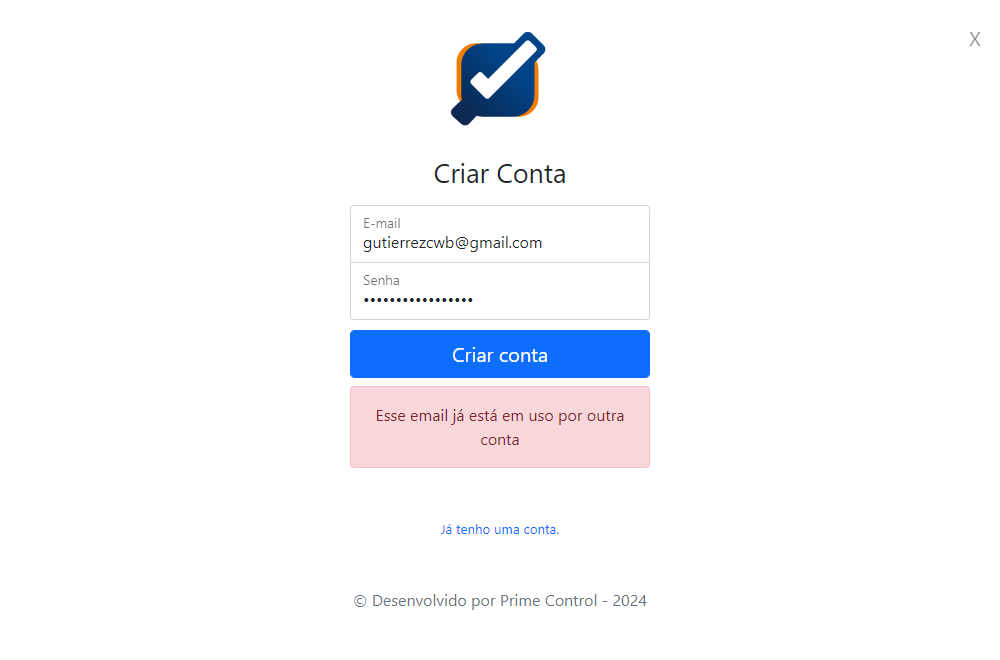 X
Criar Conta
E-mail
gutierrezcwb@gmail.com
Senha
•••••••••••••••••
Criar conta
Esse email já está em uso por outra
conta
Já tenho uma conta.
© Desenvolvido por Prime Control - 2024